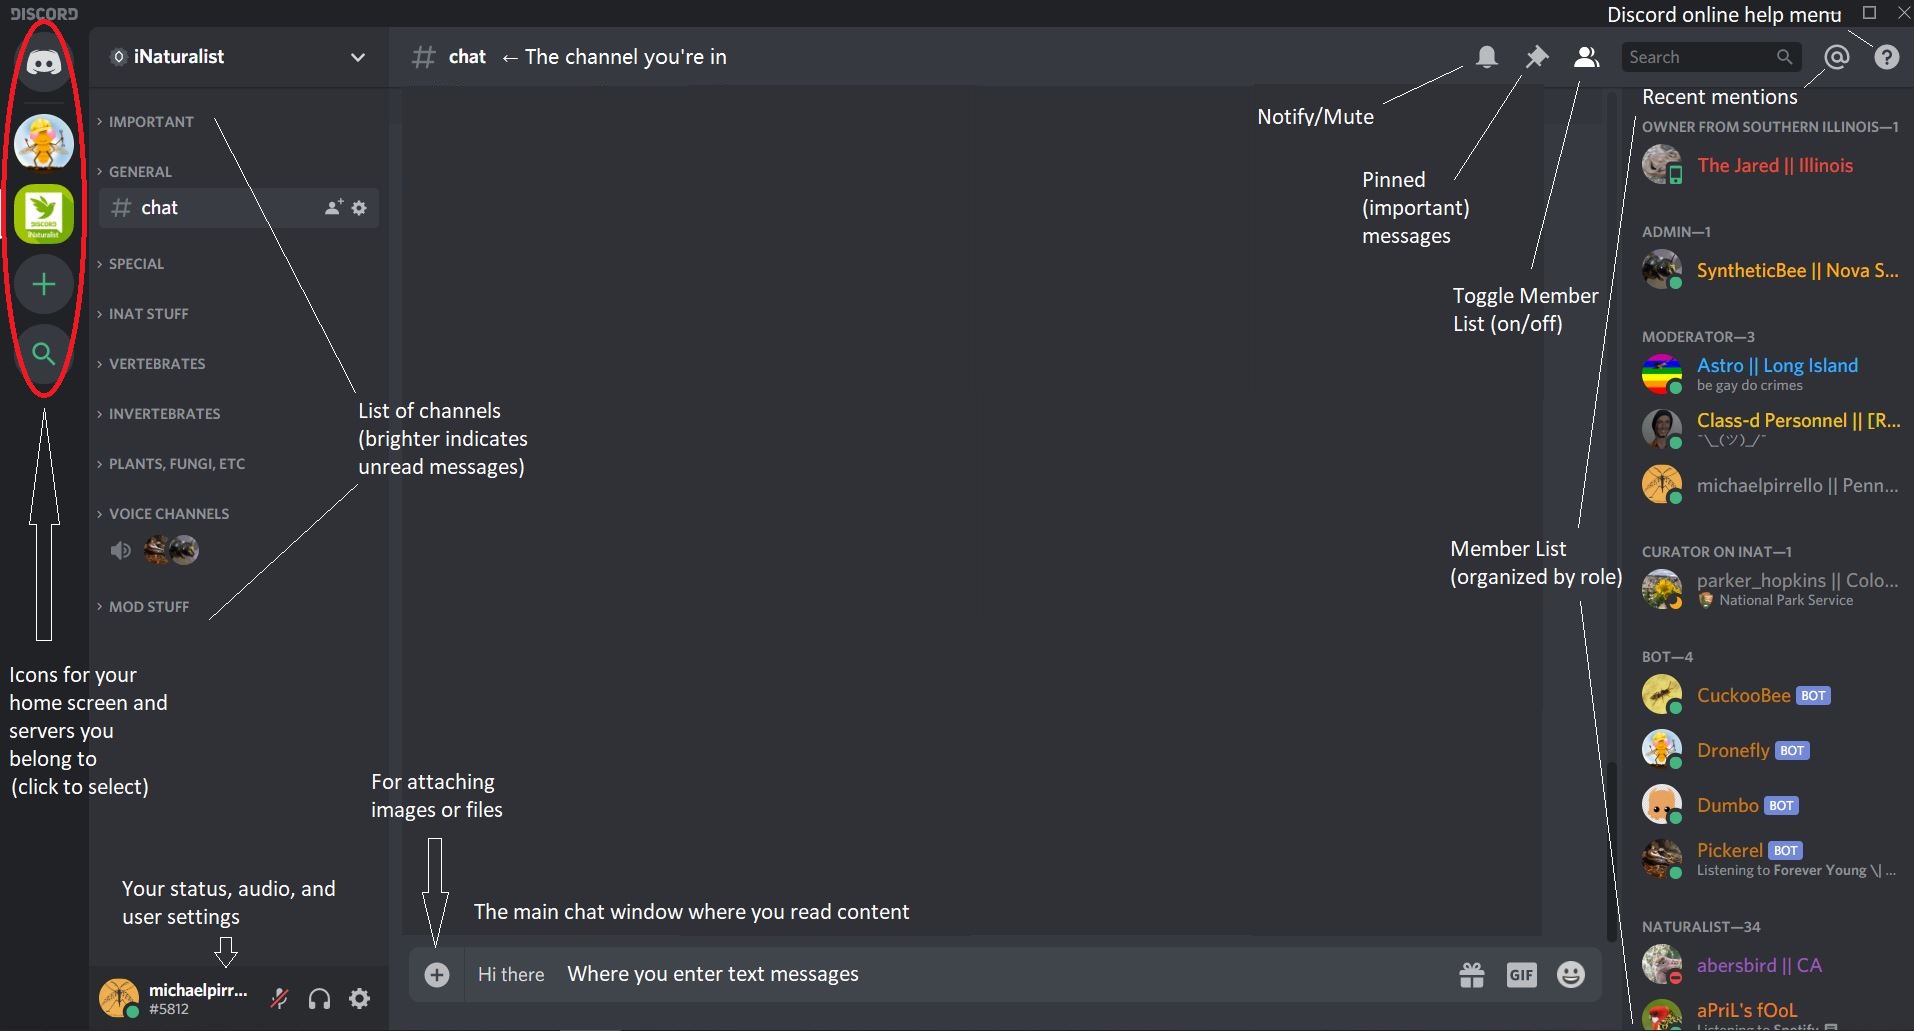 DISCORD
Discord online help menu
iNaturalist
# chat ← The channel you're in
Search
Recent mentions
Notify/Mute
Pinned
(important)
messages
Toggle Member
List (on/off)
DISCORD
iNaturalist
> IMPORTANT
> GENERAL
# chat
> SPECIAL
> INAT STUFF
> VERTEBRATES
> INVERTEBRATES
> PLANTS, FUNGI, ETC
> VOICE CHANNELS
> MOD STUFF
List of channels
(brighter indicates
unread messages)
Icons for your
home screen and
servers you
belong to
(click to select)
Your status, audio, and
user settings
michaelpirr...
#5812
For attaching
images or files
The main chat window where you read content
Hi there Where you enter text messages
GIF
Member List
(organized by role)
OWNER FROM SOUTHERN ILLINOIS—1
The Jared || Illinois
ADMIN—1
SyntheticBee || Nova S...
MODERATOR—3
Astro || Long Island
be gay do crimes
Class-d Personnel || [R...
¯\_(ツ)_/¯
michaelpirrello || Penn...
CURATOR ON INAT—1
parker_hopkins || Colo...
National Park Service
BOT—4
CuckooBee BOT
Dronefly BOT
Dumbo BOT
Pickerel BOT
Listening to Forever Young \| ...
NATURALIST—34
abersbird || CA
aPriL's fOoL
Listening to Spotify